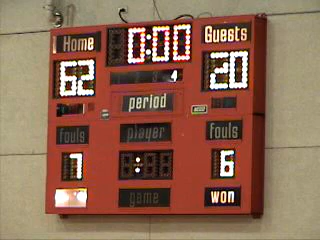 Home 0:00 Guests
62 4 20
period
fouls player fouls
7 : 6
game won